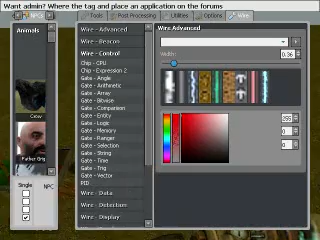 Want admin? Where the tag and place an application on the forums
NPCS
Tools
Post Processing
Utilities
Options
Wire
Animals
Crow
Father Grig
Single
NPC
Wire - Advanced
Wire - Beacon
Wire - Control
Chip - CPU
Chip - Expression 2
Gate - Angle
Gate - Arithmetic
Gate - Array
Gate - Bitwise
Gate - Comparison
Gate - Entity
Gate - Logic
Gate - Memory
Gate - Ranger
Gate - Selection
Gate - String
Gate - Time
Gate - Trig
Gate - Vector
PID
Wire - Data
Wire - Detection
Wire - Display
Wire Advanced
Width:
0.36
255
0
0